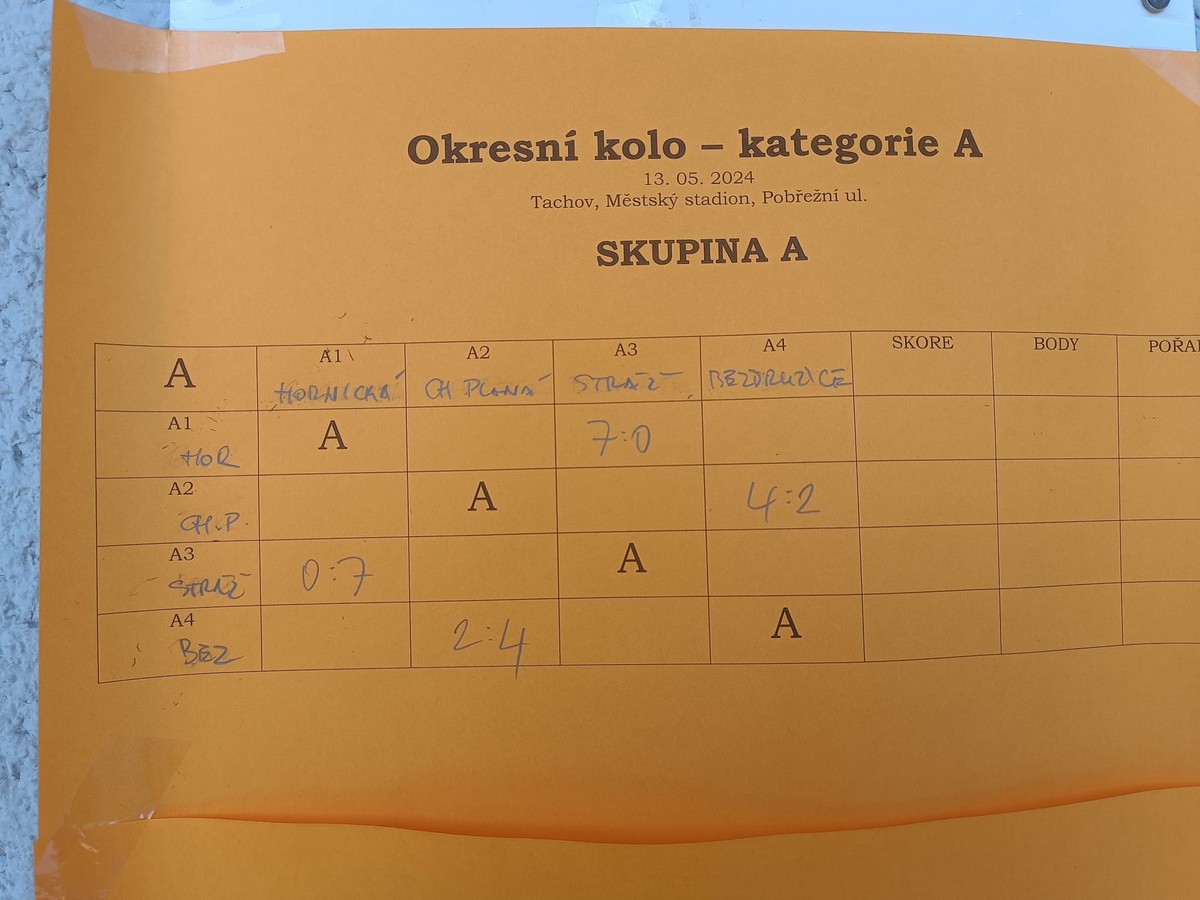 Okresní kolo – kategorie A
13. 05. 2024
Tachov, Městský stadion, Pobřežní ul.
SKUPINA A
A A1 A2 A3 A4 SKORE BODY POŘA
HORNICKÁ CH PLANÁ STRÁŽ BEZDRUŽICE
A1 A 7:0
HOR
A2 A 4:2
CH.P.
A3 0:7 A
STRÁŽ
A4 2:4 A
BEZ